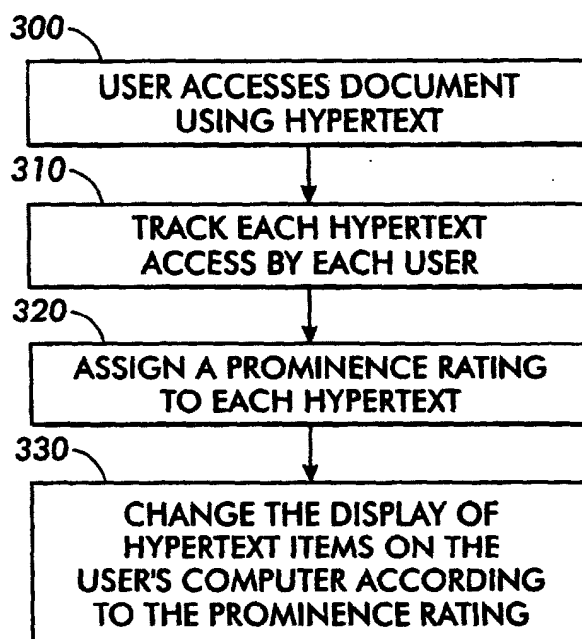 300
USER ACCESSES DOCUMENT
USING HYPERTEXT
310
TRACK EACH HYPERTEXT
ACCESS BY EACH USER
320
ASSIGN A PROMINENCE RATING
TO EACH HYPERTEXT
330
CHANGE THE DISPLAY OF
HYPERTEXT ITEMS ON THE
USER'S COMPUTER ACCORDING
TO THE PROMINENCE RATING